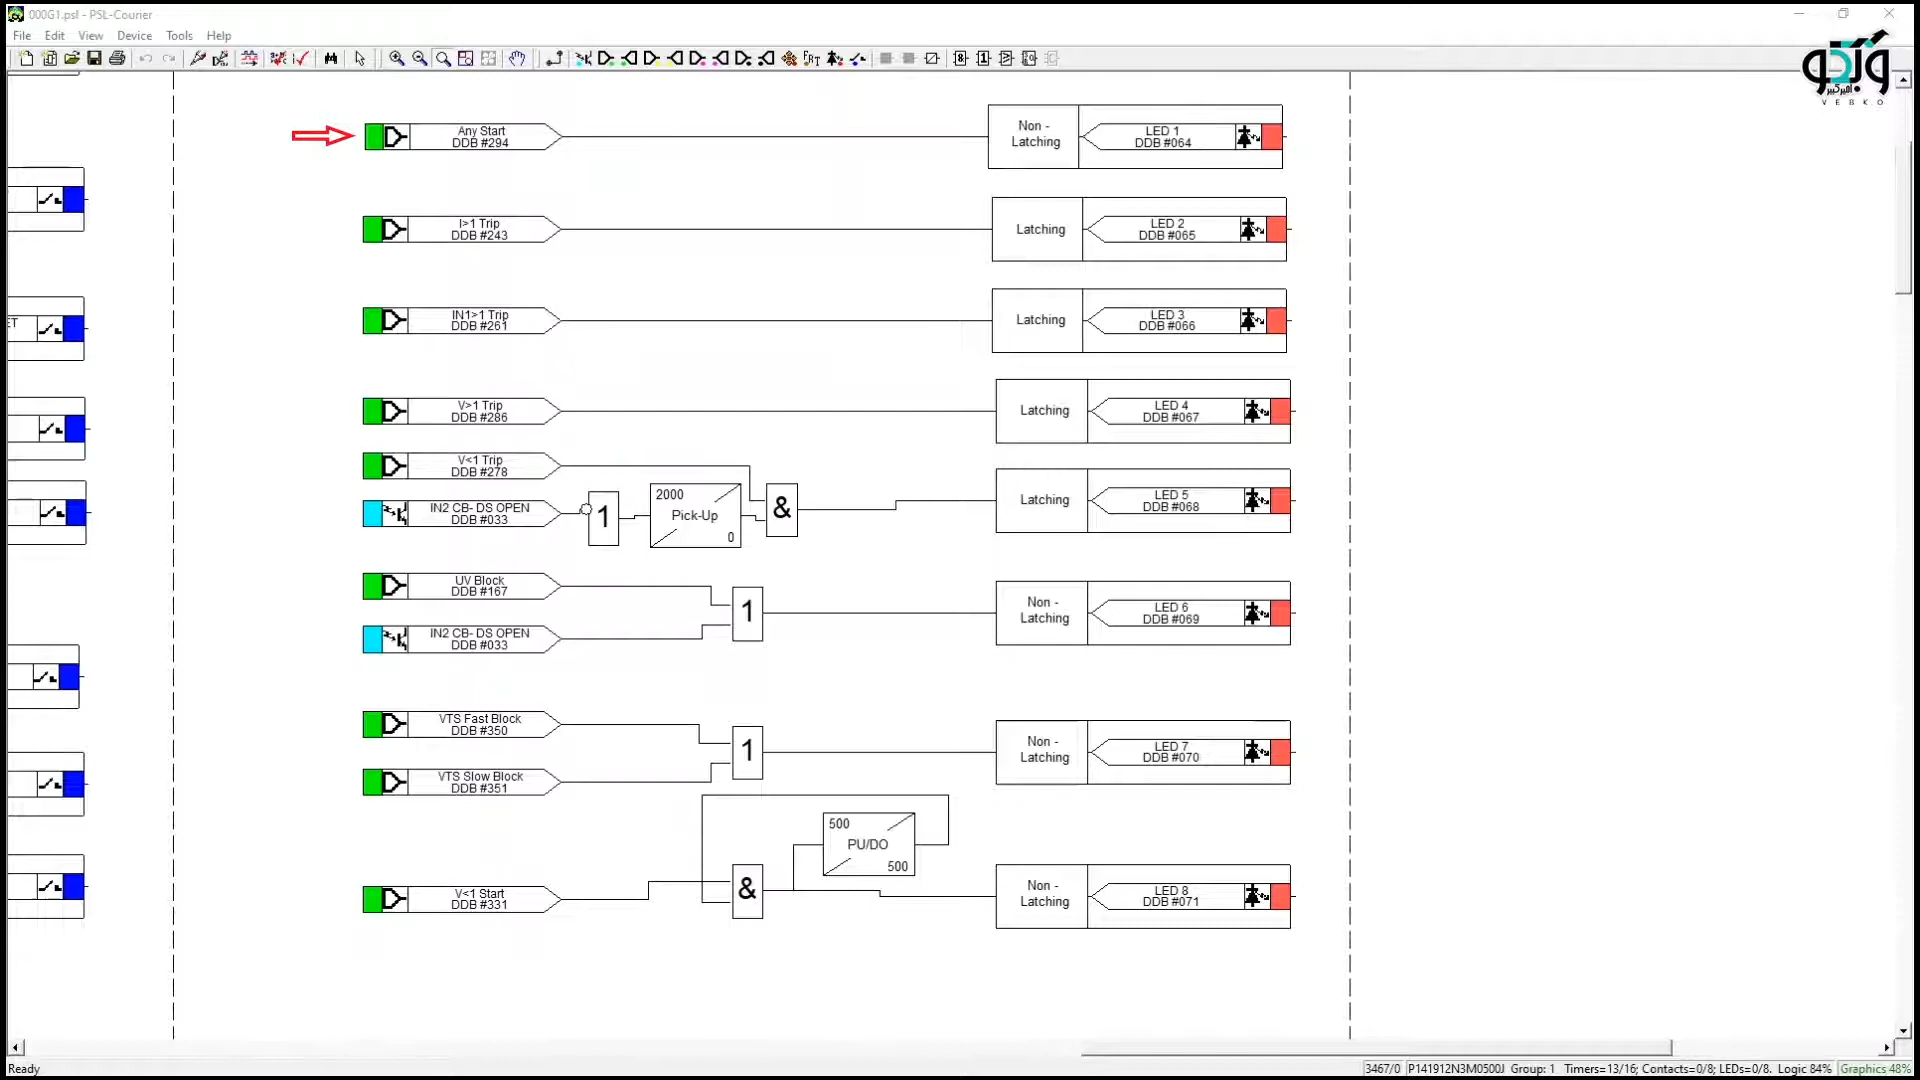 000G1.psl - PSL-Courier
File Edit View Device Tools Help
وبکو
امیرکبیر
VEBKO
Any Start
DDB #294
Non -
Latching
LED 1
DDB #064
I>1 Trip
DDB #243
Latching
LED 2
DDB #065
IN1>1 Trip
DDB #261
Latching
LED 3
DDB #066
ET
V>1 Trip
DDB #286
Latching
LED 4
DDB #067
V<1 Trip
DDB #278
IN2 CB- DS OPEN
DDB #033
1
2000
Pick-Up
0
&
Latching
LED 5
DDB #068
UV Block
DDB #167
IN2 CB- DS OPEN
DDB #033
1
Non -
Latching
LED 6
DDB #069
VTS Fast Block
DDB #350
VTS Slow Block
DDB #351
1
Non -
Latching
LED 7
DDB #070
500
PU/DO
500
V<1 Start
DDB #331
&
Non -
Latching
LED 8
DDB #071
Ready
3467/0 P141912N3M0500J Group: 1 Timers=13/16; Contacts=0/8; LEDs=0/8. Logic 84% Graphics 48%